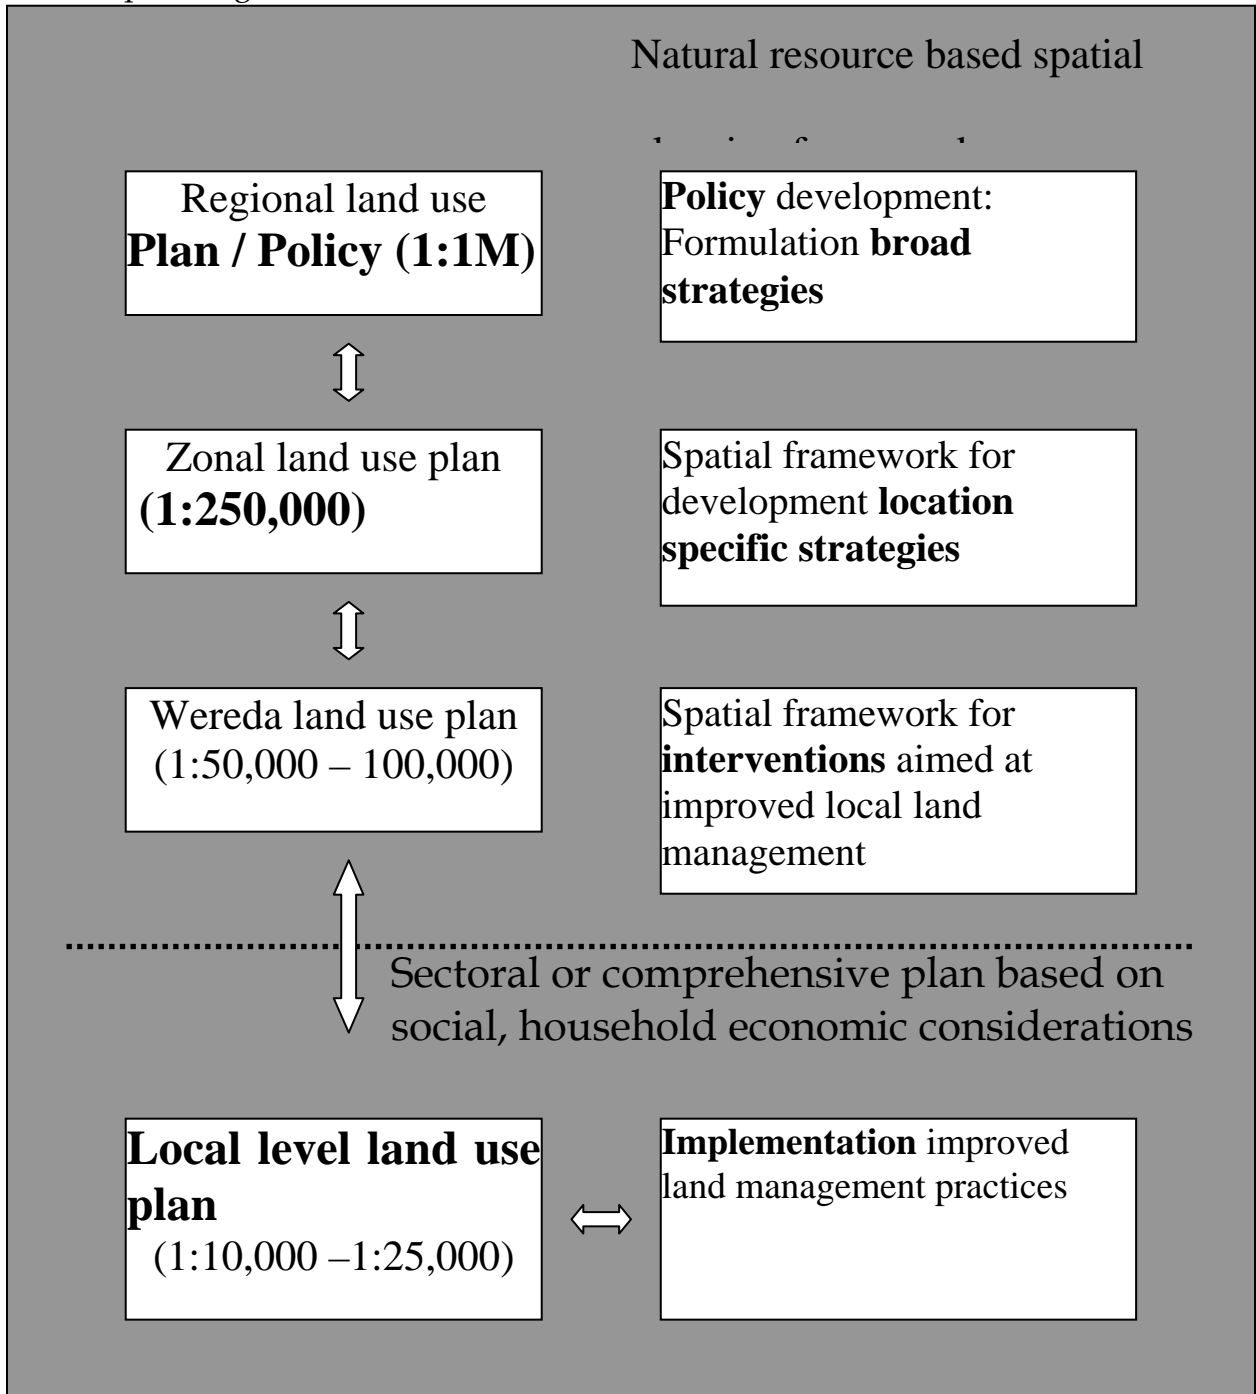 Natural resource based spatial
Regional land use
Plan / Policy (1:1M)
Policy development:
Formulation broad
strategies
Zonal land use plan
(1:250,000)
Spatial framework for
development location
specific strategies
Wereda land use plan
(1:50,000 – 100,000)
Spatial framework for
interventions aimed at
improved local land
management
Sectoral or comprehensive plan based on
social, household economic considerations
Local level land use
plan
(1:10,000 –1:25,000)
Implementation improved
land management practices